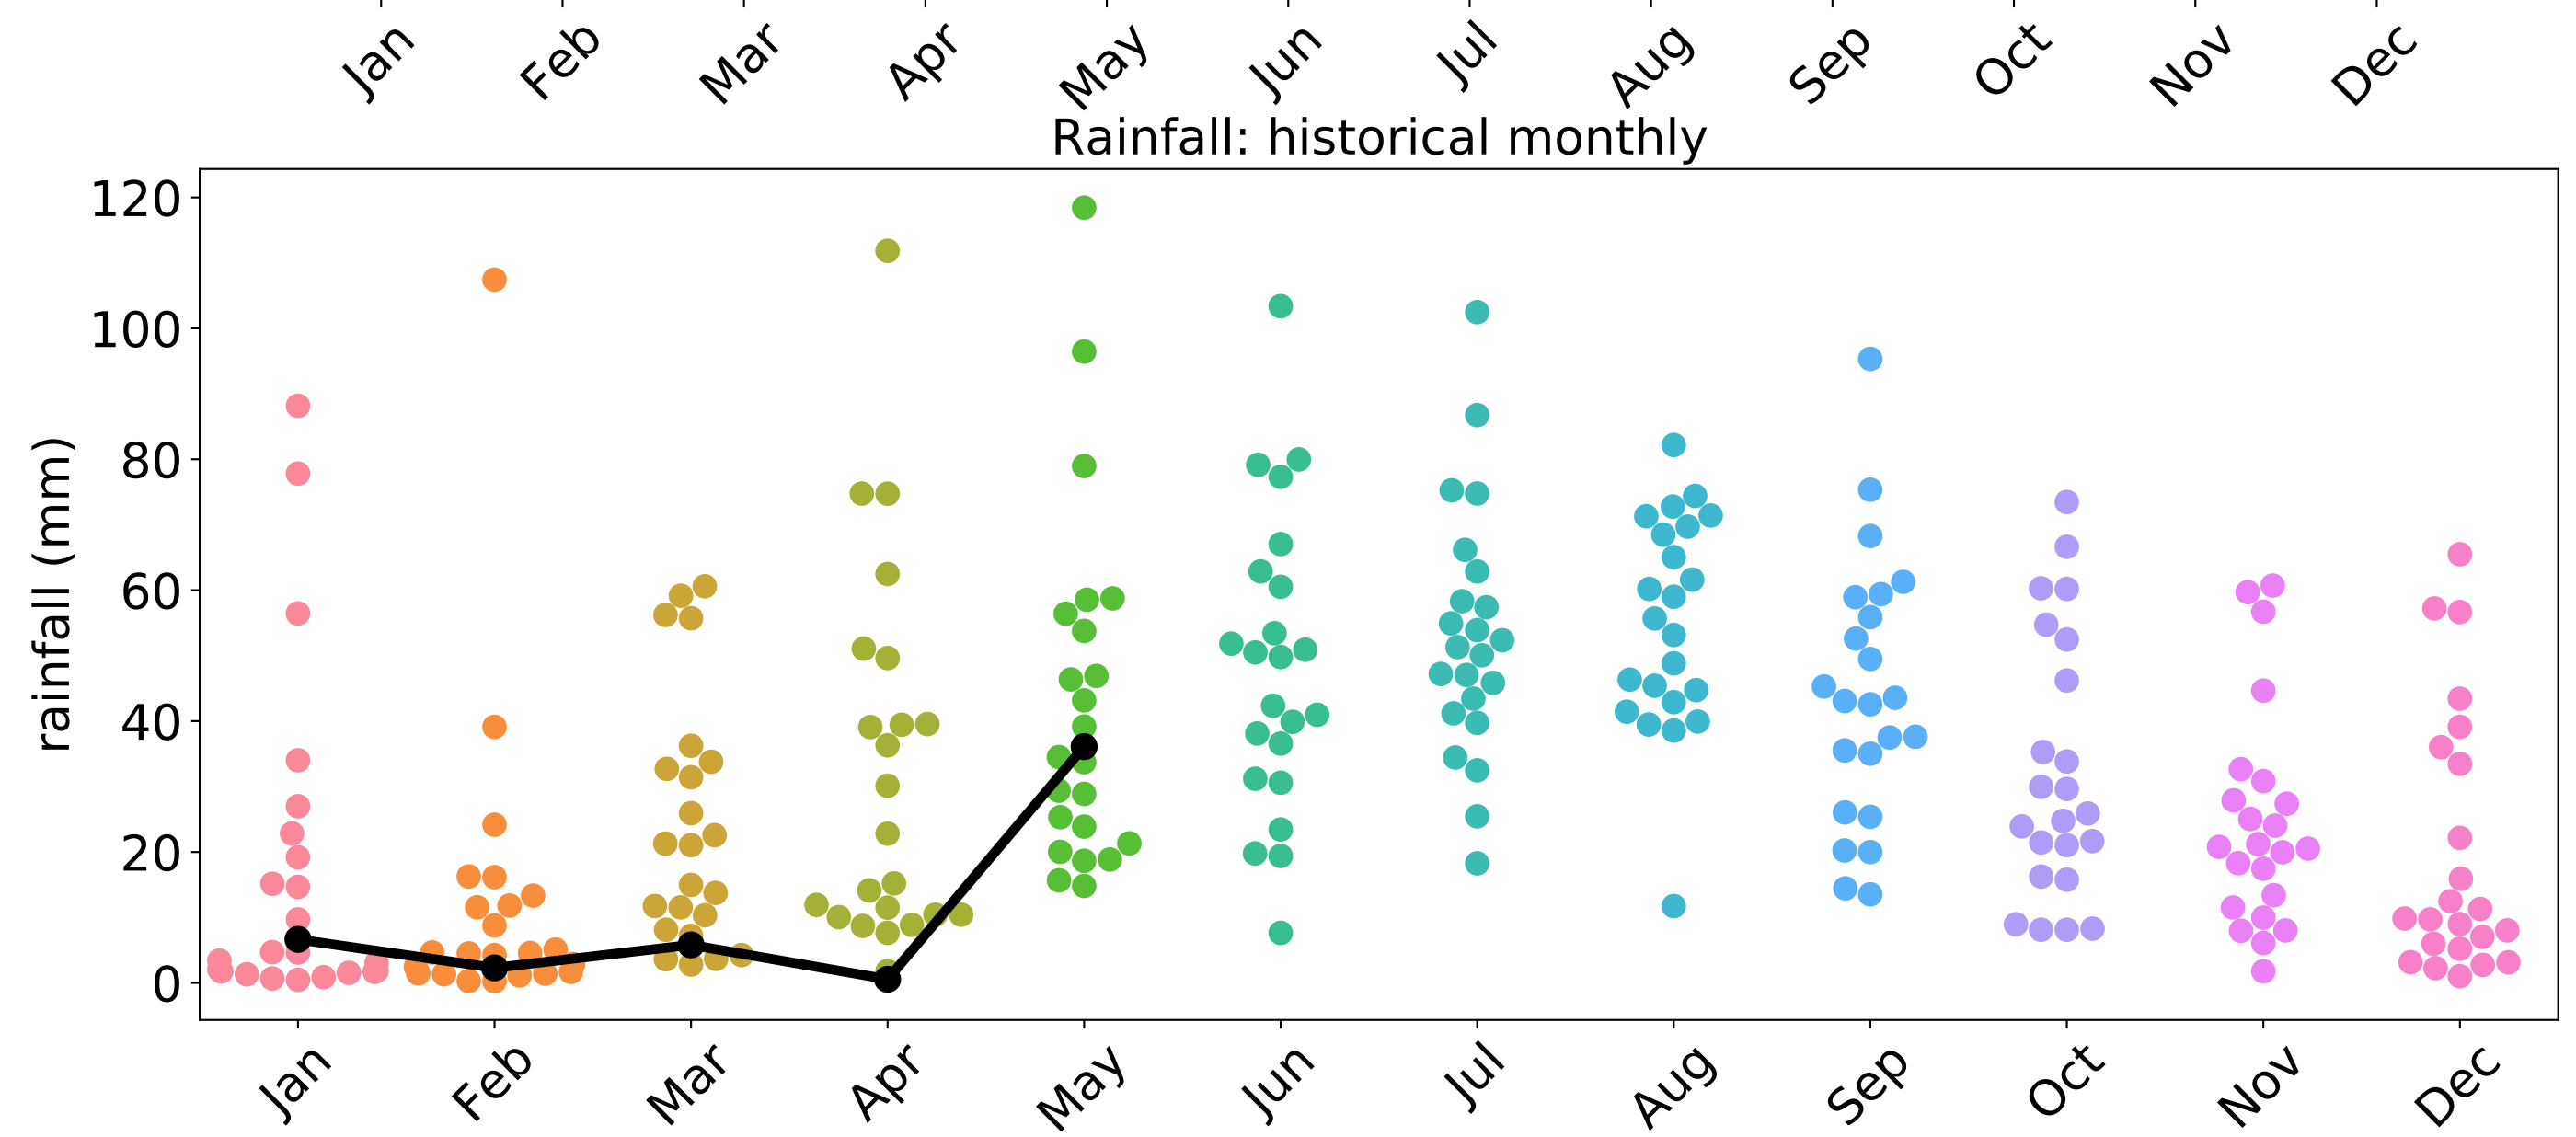 Jan Feb Mar Apr May Jun Jul Aug Sep Oct Nov Dec
Rainfall: historical monthly
120
100
80
60
40
20
0
rainfall (mm)
Jan Feb Mar Apr May Jun Jul Aug Sep Oct Nov Dec